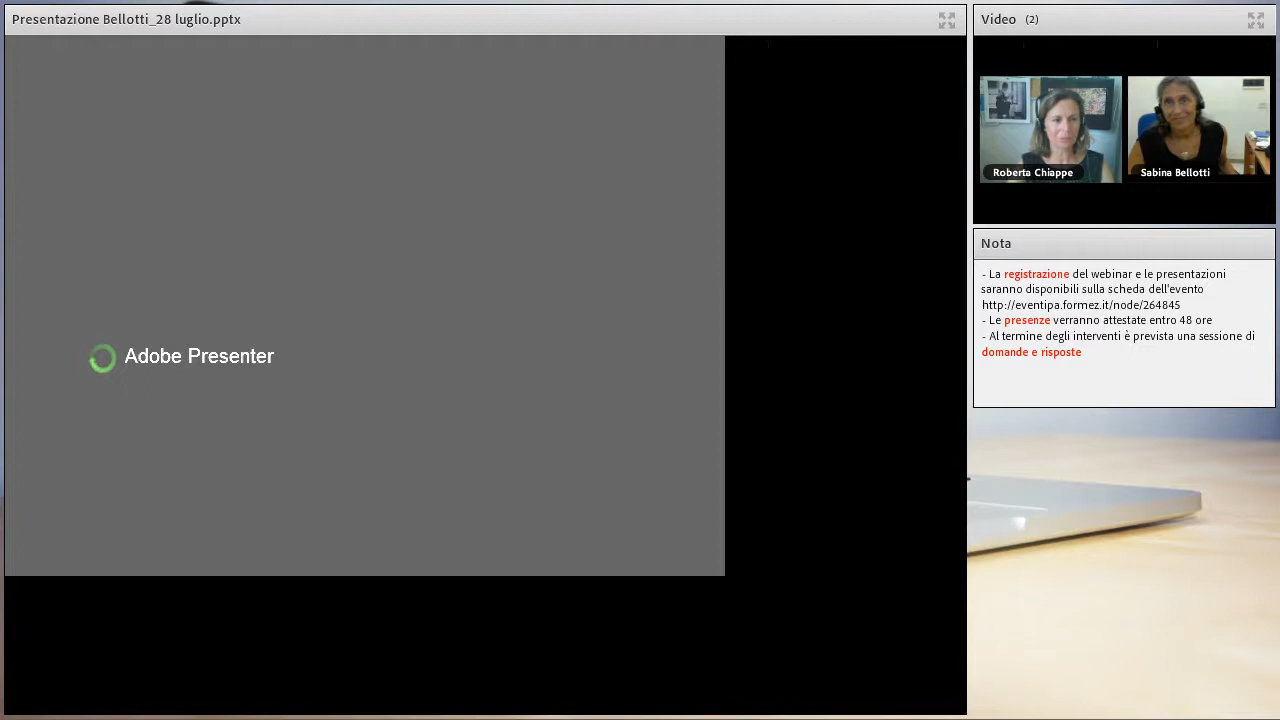 Presentazione Bellotti_28 luglio.pptx
Adobe Presenter
Video (2)
Roberta Chiappe
Sabina Bellotti
Nota
- La registrazione del webinar e le presentazioni
saranno disponibili sulla scheda dell'evento
http://eventipa.formez.it/node/264845
- Le presenze verranno attestate entro 48 ore
- Al termine degli interventi è prevista una sessione di
domande e risposte